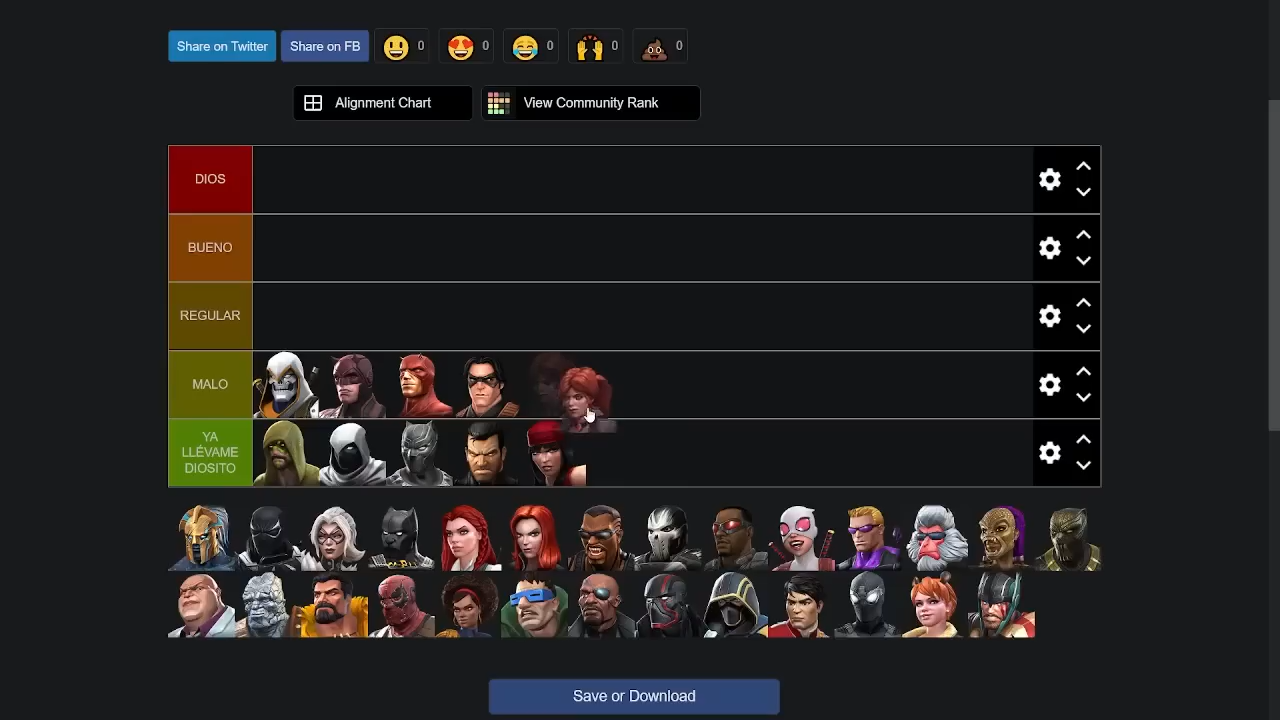 Share on Twitter
Share on FB
0
0
0
0
0
Alignment Chart
View Community Rank
DIOS
BUENO
REGULAR
MALO
YA
LLÉVAME
DIOSITO
Save or Download